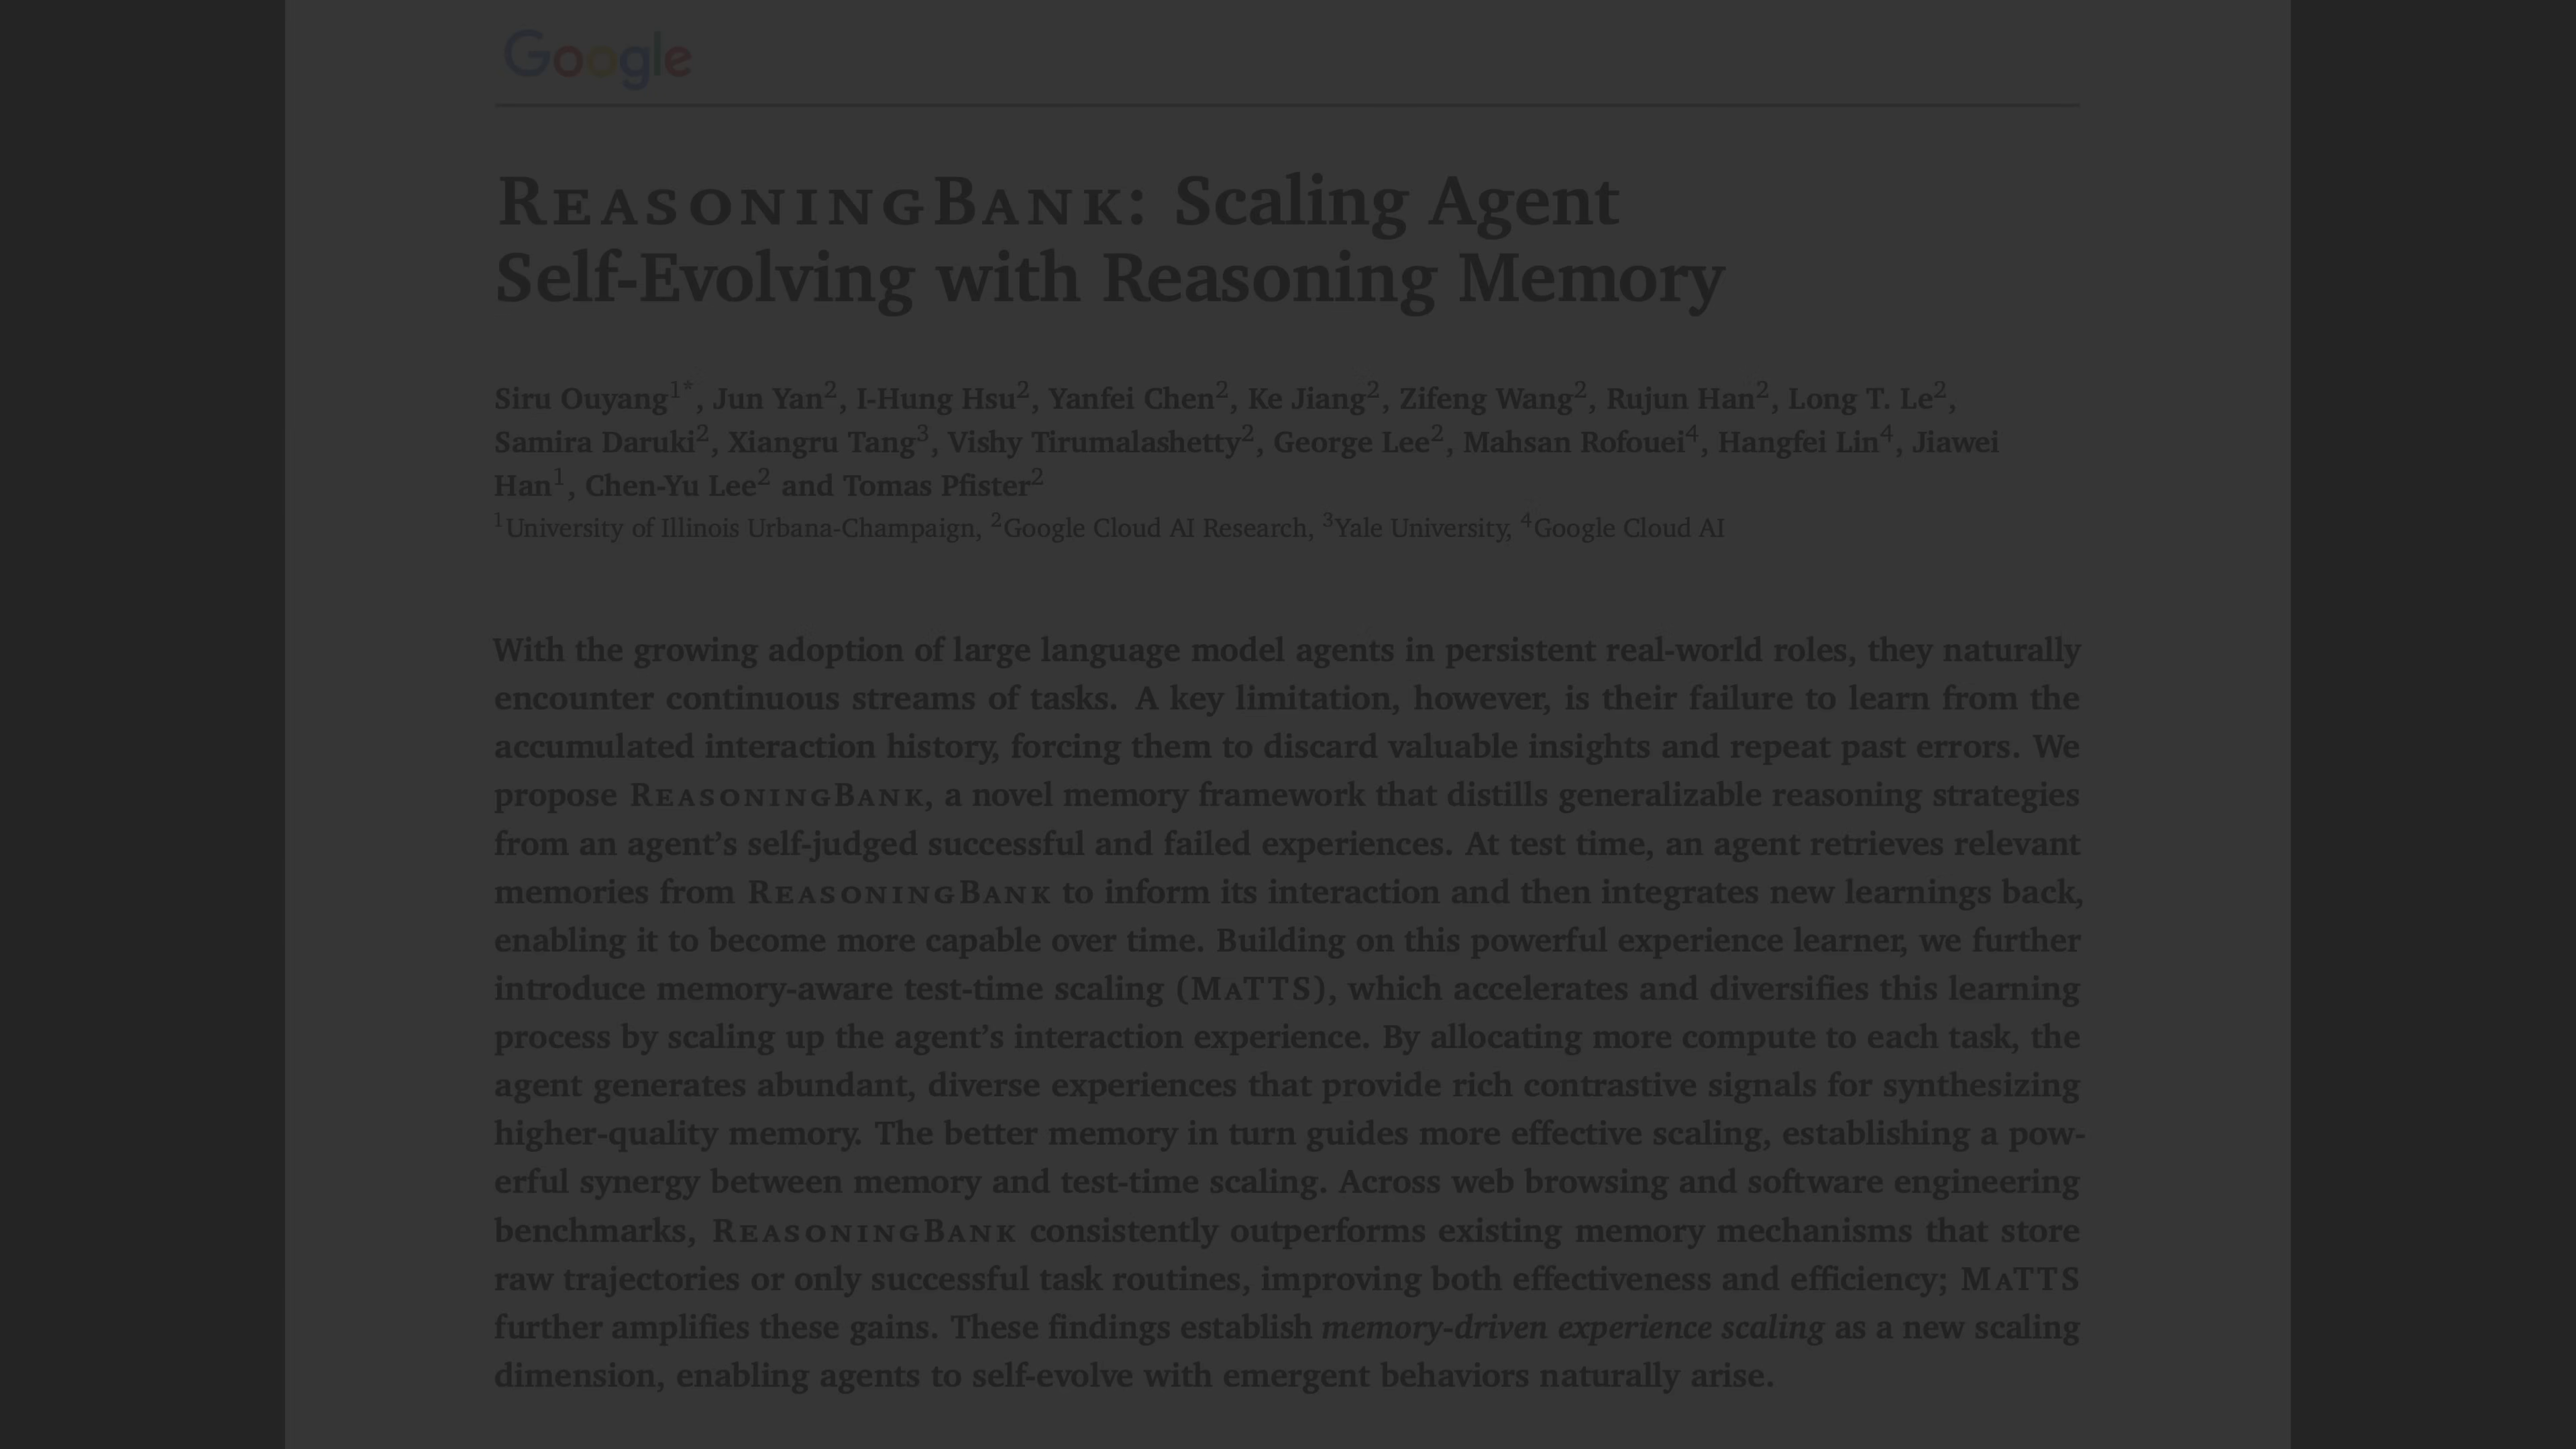 Google
ReasoningBank: Scaling Agent
Self-Evolving with Reasoning Memory
Siru Ouyang1*, Jun Yan2, I-Hung Hsu2, Yanfei Chen2, Ke Jiang2, Zifeng Wang2, Rujun Han2, Long T. Le2,
Samira Daruki2, Xiangru Tang3, Vishy Tirumalashetty2, George Lee2, Mahsan Rofouei4, Hangfei Lin4, Jiawei
Han1, Chen-Yu Lee2 and Tomas Pfister2
1University of Illinois Urbana-Champaign, 2Google Cloud AI Research, 3Yale University, 4Google Cloud AI
With the growing adoption of large language model agents in persistent real-world roles, they naturally
encounter continuous streams of tasks. A key limitation, however, is their failure to learn from the
accumulated interaction history, forcing them to discard valuable insights and repeat past errors. We
propose ReasoningBank, a novel memory framework that distills generalizable reasoning strategies
from an agent's self-judged successful and failed experiences. At test time, an agent retrieves relevant
memories from ReasoningBank to inform its interaction and then integrates new learnings back,
enabling it to become more capable over time. Building on this powerful experience learner, we further
introduce memory-aware test-time scaling (MaTTS), which accelerates and diversifies this learning
process by scaling up the agent's interaction experience. By allocating more compute to each task, the
agent generates abundant, diverse experiences that provide rich contrastive signals for synthesizing
higher-quality memory. The better memory in turn guides more effective scaling, establishing a pow-
erful synergy between memory and test-time scaling. Across web browsing and software engineering
benchmarks, ReasoningBank consistently outperforms existing memory mechanisms that store
raw trajectories or only successful task routines, improving both effectiveness and efficiency; MaTTS
further amplifies these gains. These findings establish memory-driven experience scaling as a new scaling
dimension, enabling agents to self-evolve with emergent behaviors naturally arise.